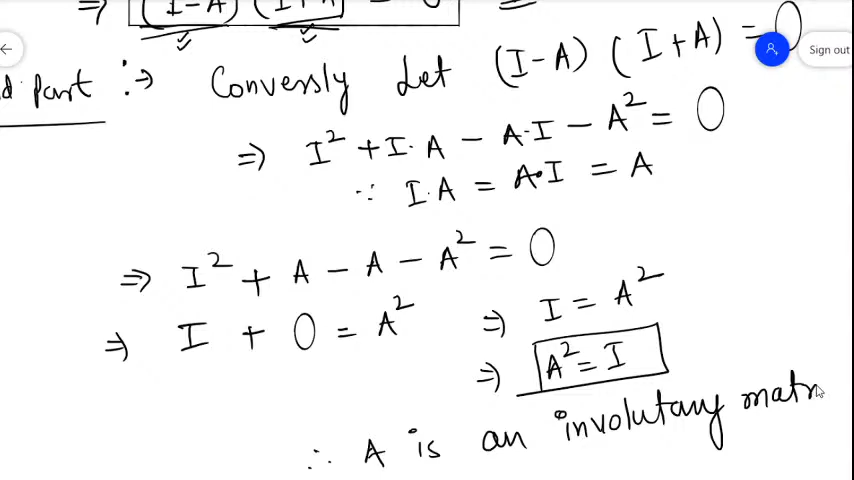 ⇒ (I-A) (I+A) = 0
Sign out
d part :⇒ Conversly Let (I-A) (I+A) = 0
⇒ I² + I·A - A·I - A² = 0
∵ I·A = A·I = A
⇒ I² + A - A - A² = 0
⇒ I + 0 = A² ⇒ I = A²
⇒ A² = I
∴ A is an involutary matr